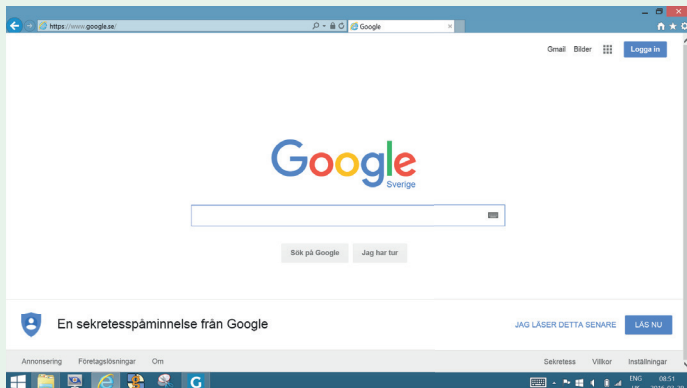 https://www.google.se/
Google
Gmail Bilder Logga in
Google
Sverige
Sök på Google Jag har tur
En sekretesspåminnelse från Google JAG LÄSER DETTA SENARE LÄS NU
Annonsering Företagslösningar Om Sekretess Villkor Inställningar
G ENG 08:51